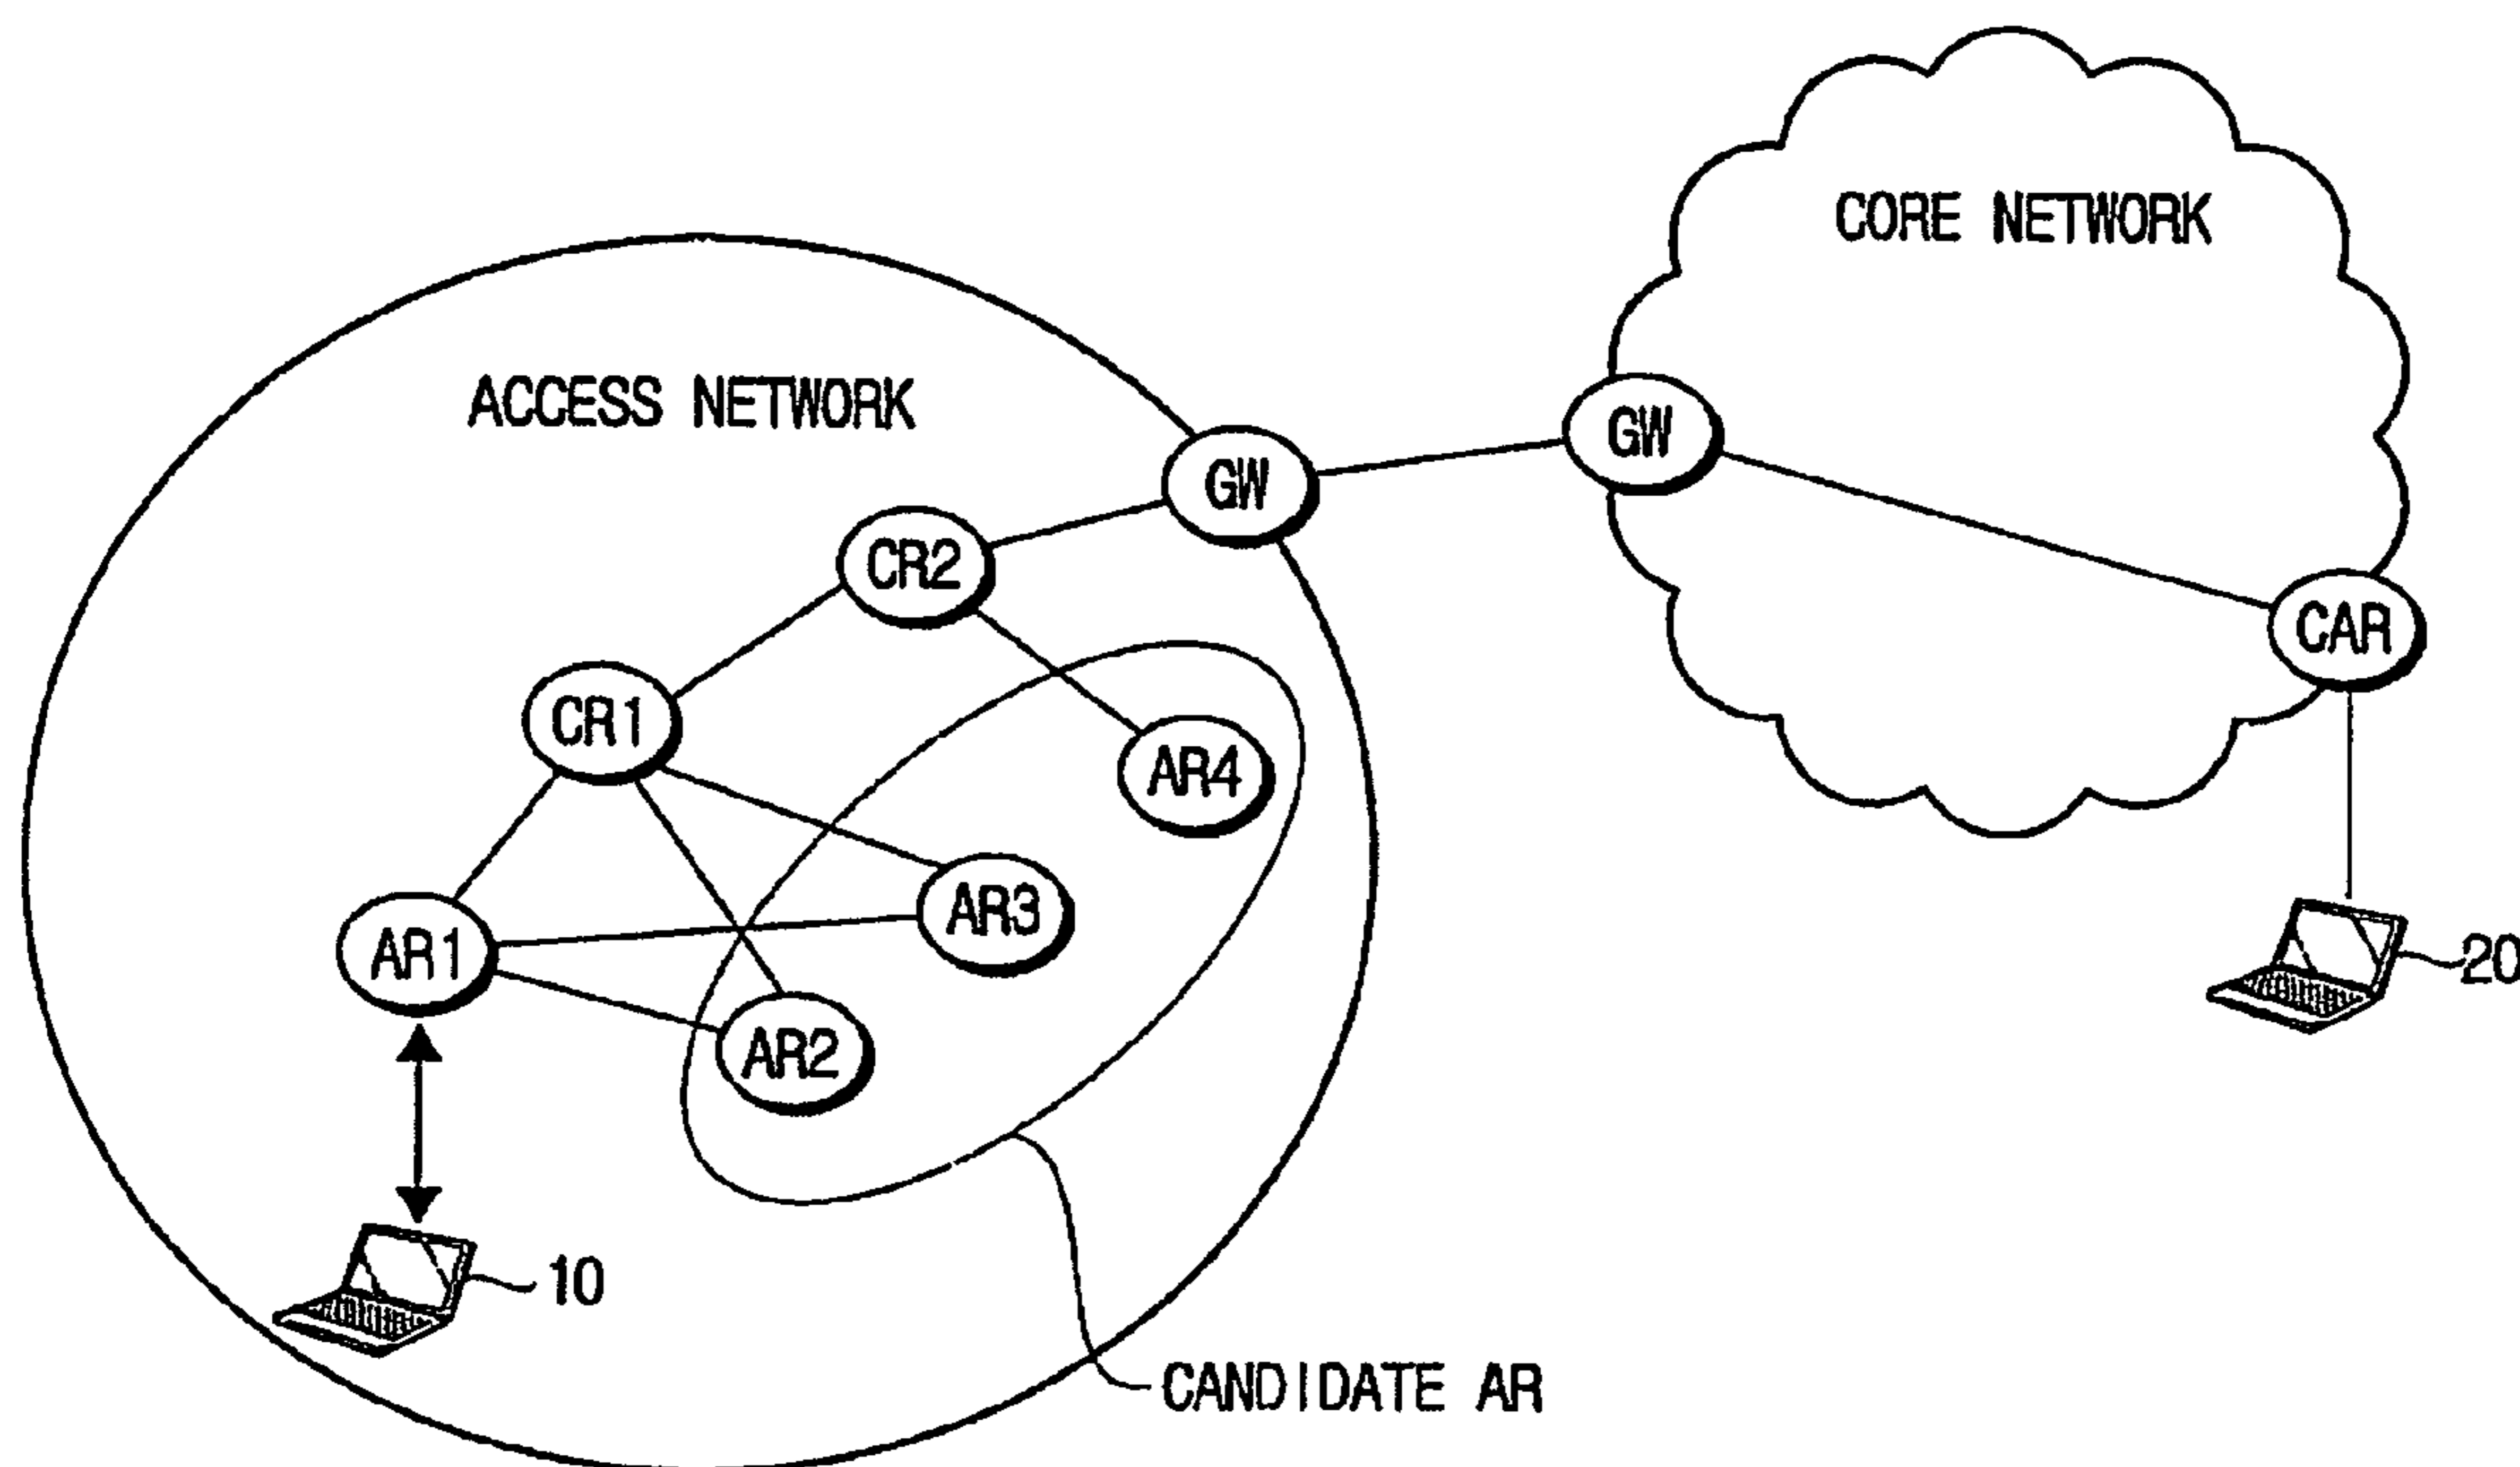 CORE NETWORK
ACCESS NETWORK
GW
GW
CR2
CAR
CR1
AR4
AR3
AR1
20
AR2
10
CANDIDATE AR